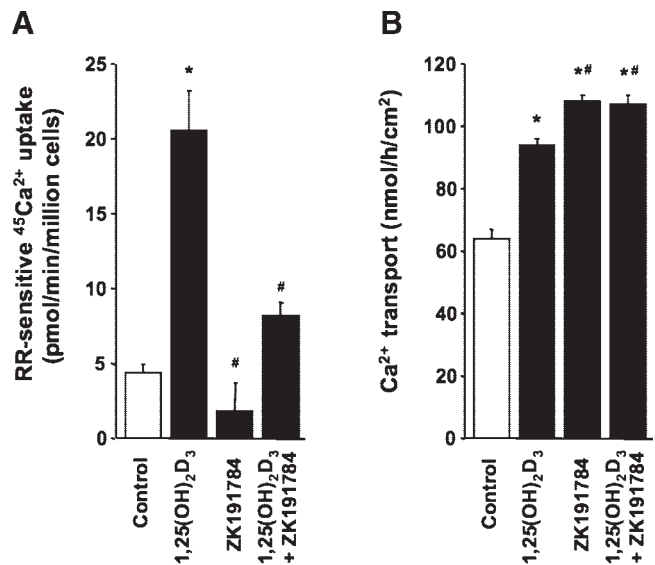 A
RR-sensitive ⁴⁵Ca²⁺ uptake
(pmol/min/million cells)
25
20
15
10
5
0
*
#
#
Control
1,25(OH)₂D₃
ZK191784
1,25(OH)₂D₃
+ ZK191784
B
Ca²⁺ transport (nmol/h/cm²)
120
100
80
60
40
20
0
*
*#
*#
Control
1,25(OH)₂D₃
ZK191784
1,25(OH)₂D₃
+ ZK191784